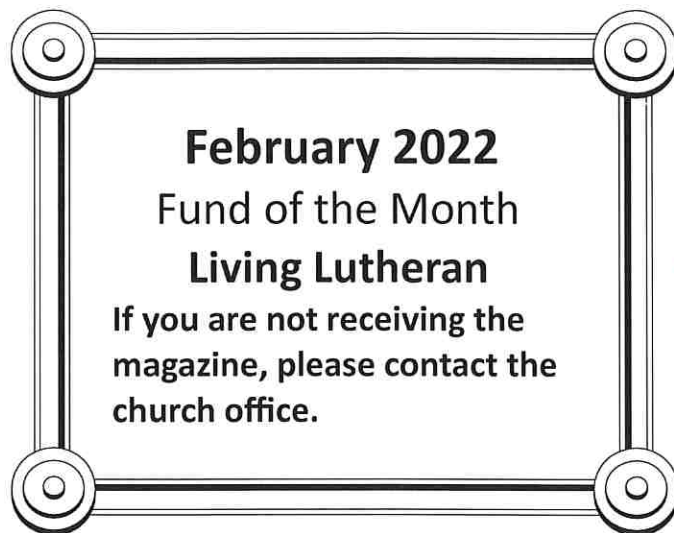 February 2022
Fund of the Month
Living Lutheran
If you are not receiving the
magazine, please contact the
church office.